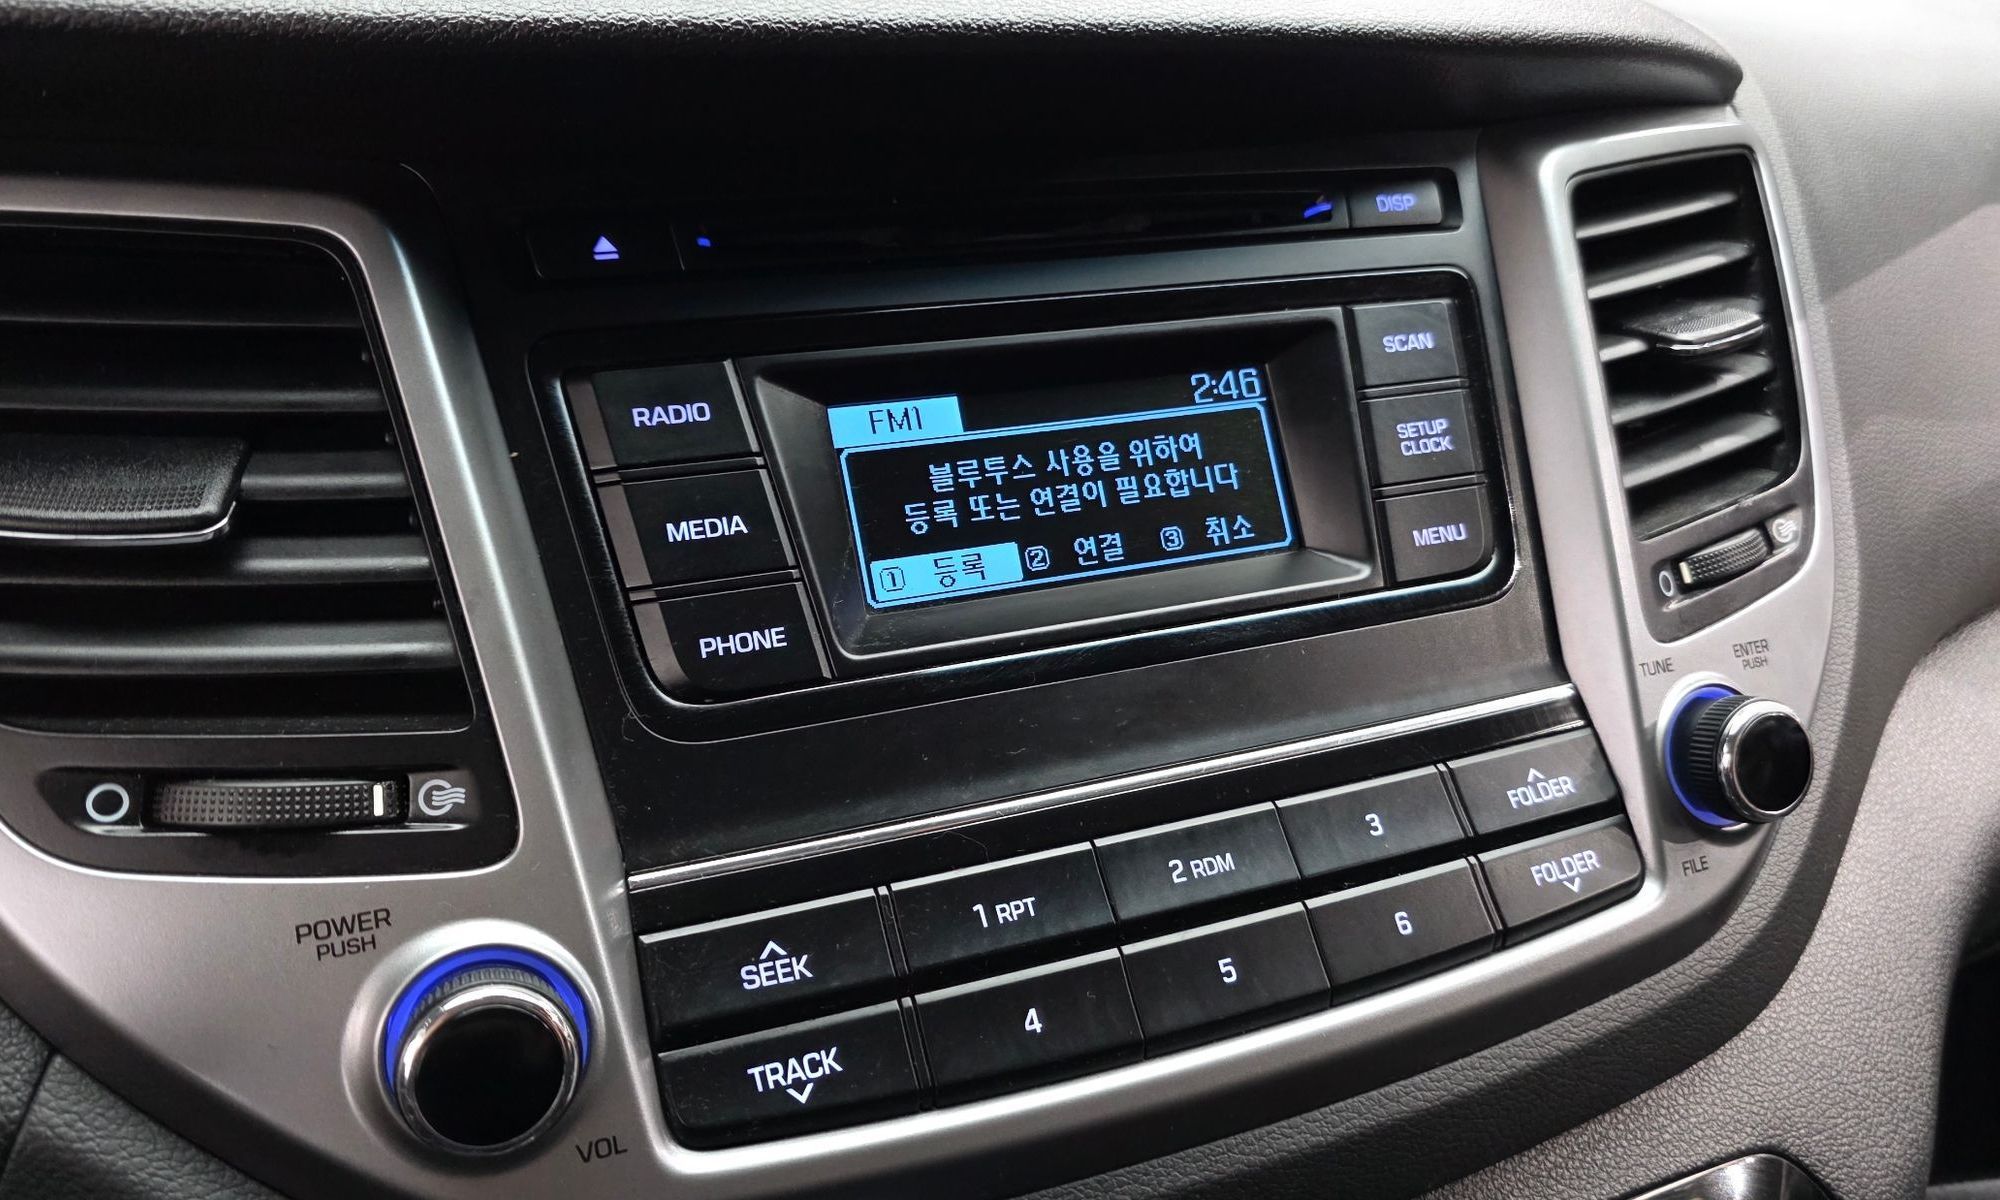 DISP
RADIO
MEDIA
PHONE
FM1
2:46
블루투스 사용을 위하여
등록 또는 연결이 필요합니다
1 등록 2 연결 3 취소
SCAN
SETUP
CLOCK
MENU
TUNE
ENTER
PUSH
FILE
POWER
PUSH
VOL
SEEK
TRACK
1 RPT
2 RDM
3
4
5
6
FOLDER
FOLDER